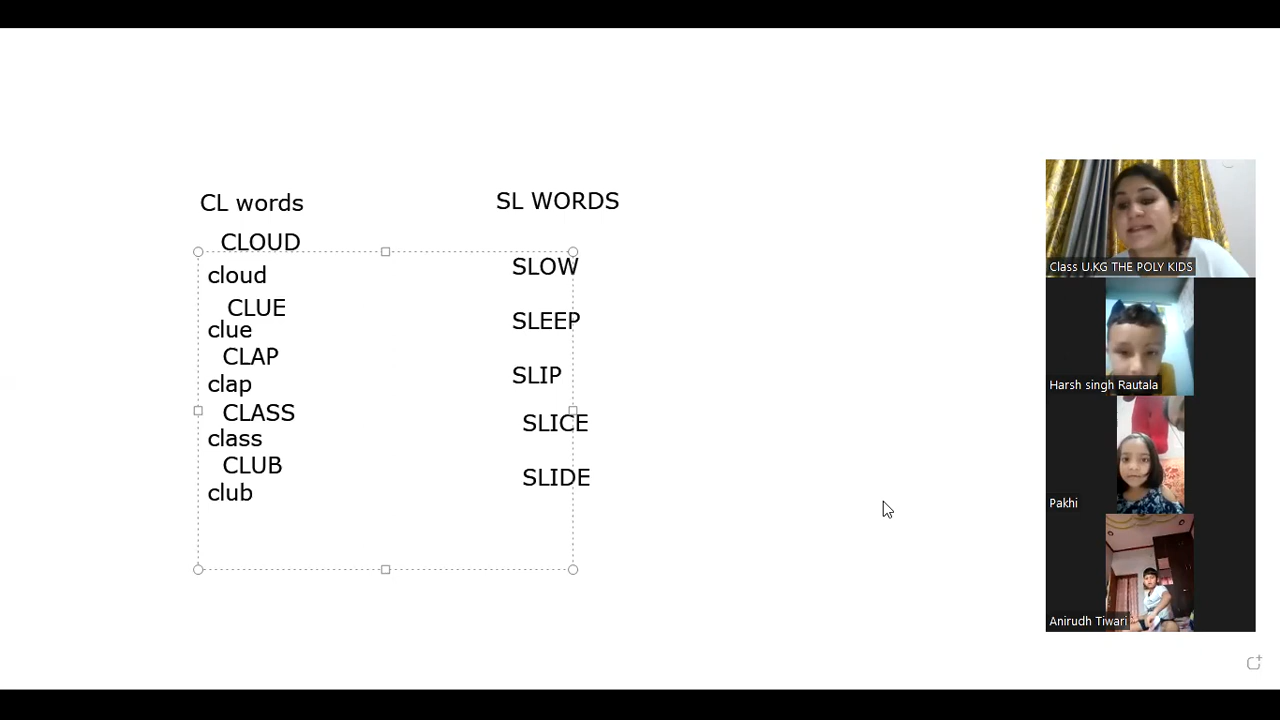 CL words
CLOUD
cloud
CLUE
clue
CLAP
clap
CLASS
class
CLUB
club
SL WORDS
SLOW
SLEEP
SLIP
SLICE
SLIDE
Class U.KG THE POLY KIDS
Harsh singh Rautala
Pakhi
Anirudh Tiwari